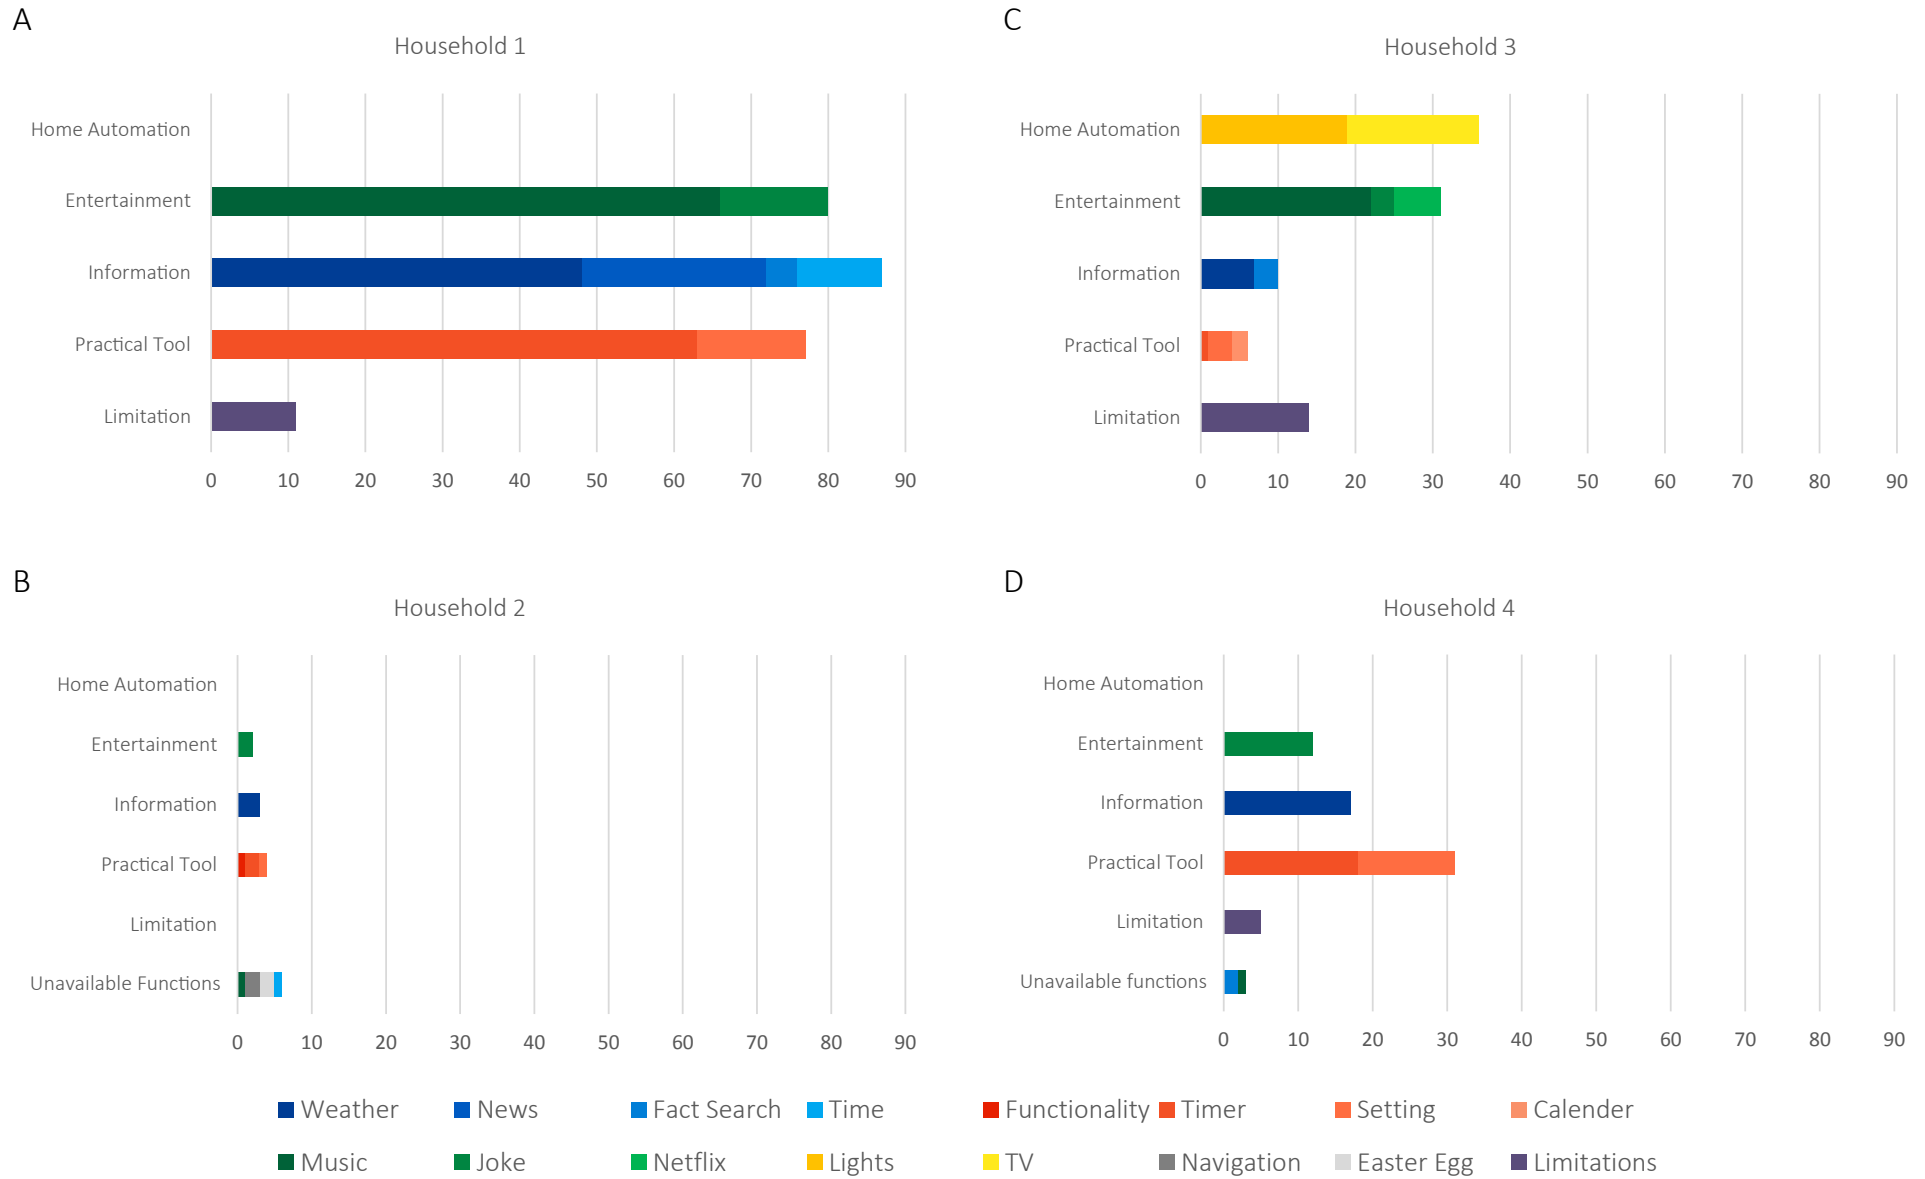 A
Household 1
Home Automation
Entertainment
Information
Practical Tool
Limitation
0 10 20 30 40 50 60 70 80 90
C
Household 3
Home Automation
Entertainment
Information
Practical Tool
Limitation
0 10 20 30 40 50 60 70 80 90
B
Household 2
Home Automation
Entertainment
Information
Practical Tool
Limitation
Unavailable Functions
0 10 20 30 40 50 60 70 80 90
D
Household 4
Home Automation
Entertainment
Information
Practical Tool
Limitation
Unavailable functions
0 10 20 30 40 50 60 70 80 90
Weather News Fact Search Time Functionality Timer Setting Calender
Music Joke Netflix Lights TV Navigation Easter Egg Limitations